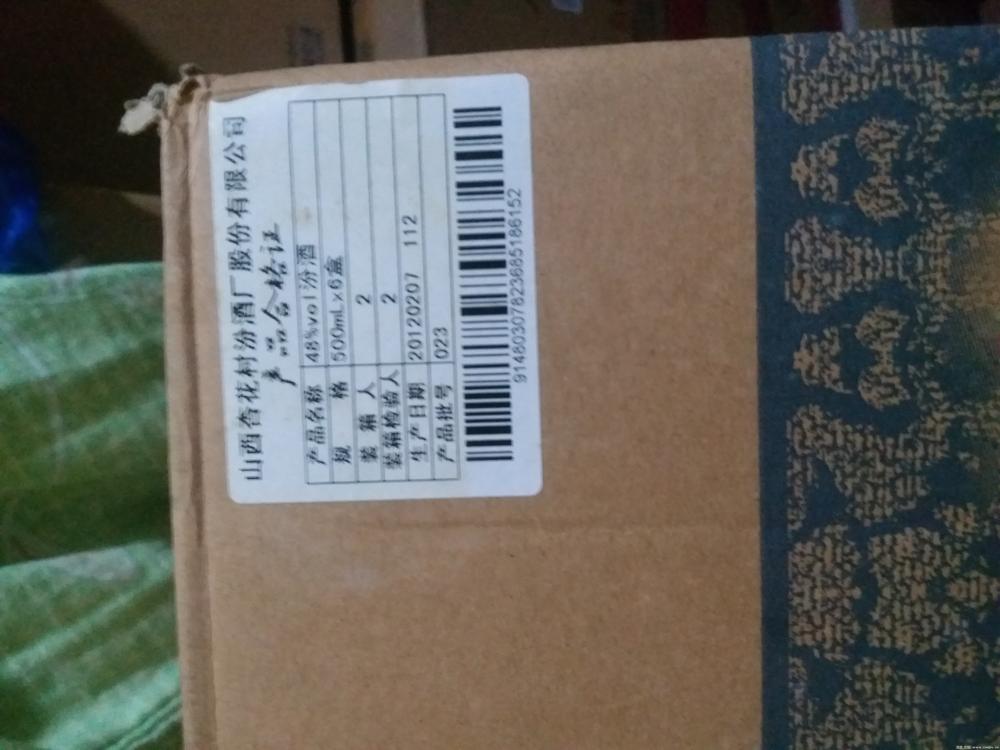 山西杏花村汾酒厂股份有限公司
产品合格证
产品名称 48%vol汾酒
规 格 500mL×6盒
装 箱 人 2
装箱检验人 2
生产日期 20120207 112
产品批号 023
91480307823685186152